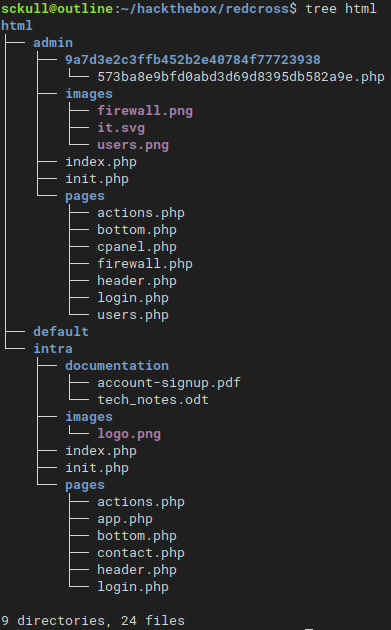 sckull@outline:~/hackthebox/redcross$ tree html
html
├── admin
│   ├── 9a7d3e2c3ffb452b2e40784f77723938
│   │   └── 573ba8e9bfd0abd3d69d8395db582a9e.php
│   ├── images
│   │   ├── firewall.png
│   │   ├── it.svg
│   │   └── users.png
│   ├── index.php
│   ├── init.php
│   └── pages
│       ├── actions.php
│       ├── bottom.php
│       ├── cpanel.php
│       ├── firewall.php
│       ├── header.php
│       ├── login.php
│       └── users.php
├── default
└── intra
    ├── documentation
    │   ├── account-signup.pdf
    │   └── tech_notes.odt
    ├── images
    │   └── logo.png
    ├── index.php
    ├── init.php
    └── pages
        ├── actions.php
        ├── app.php
        ├── bottom.php
        ├── contact.php
        ├── header.php
        └── login.php
9 directories, 24 files